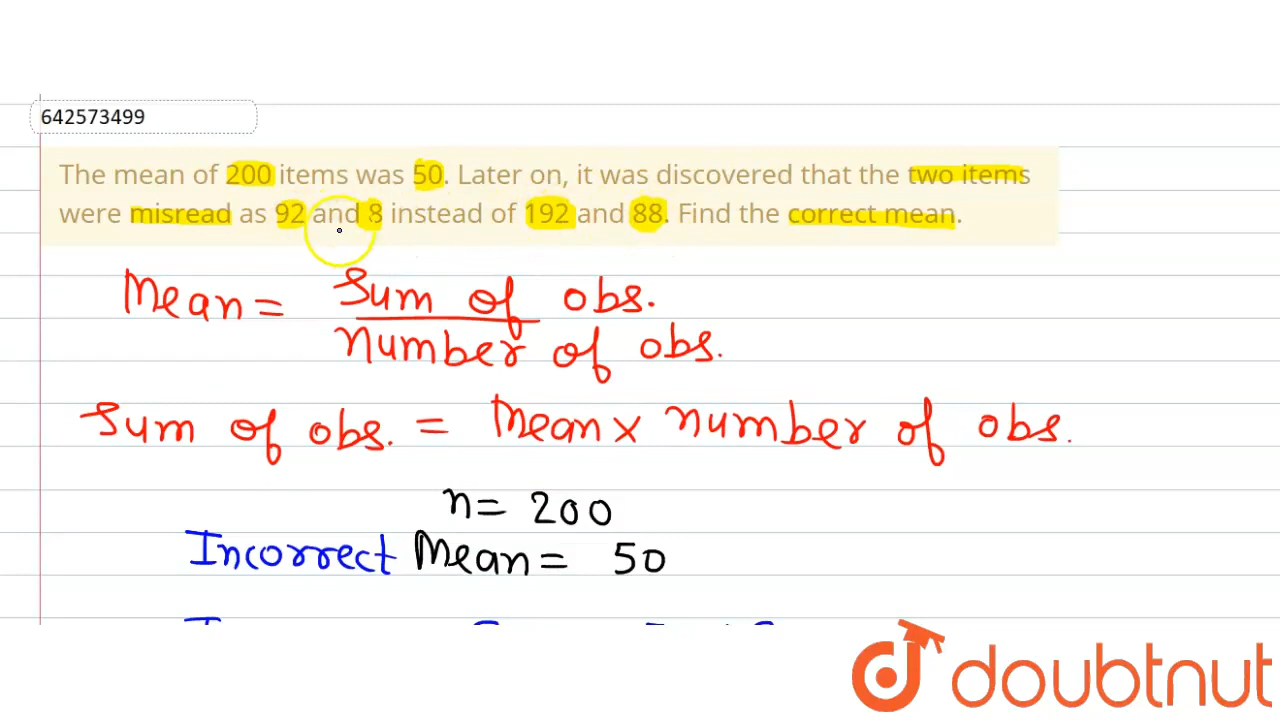 642573499
The mean of 200 items was 50. Later on, it was discovered that the two items
were misread as 92 and 8 instead of 192 and 88. Find the correct mean.
Mean = Sum of obs.
number of obs.
Sum of obs. = Mean x number of obs.
n = 200
Incorrect Mean = 50
doubtnut